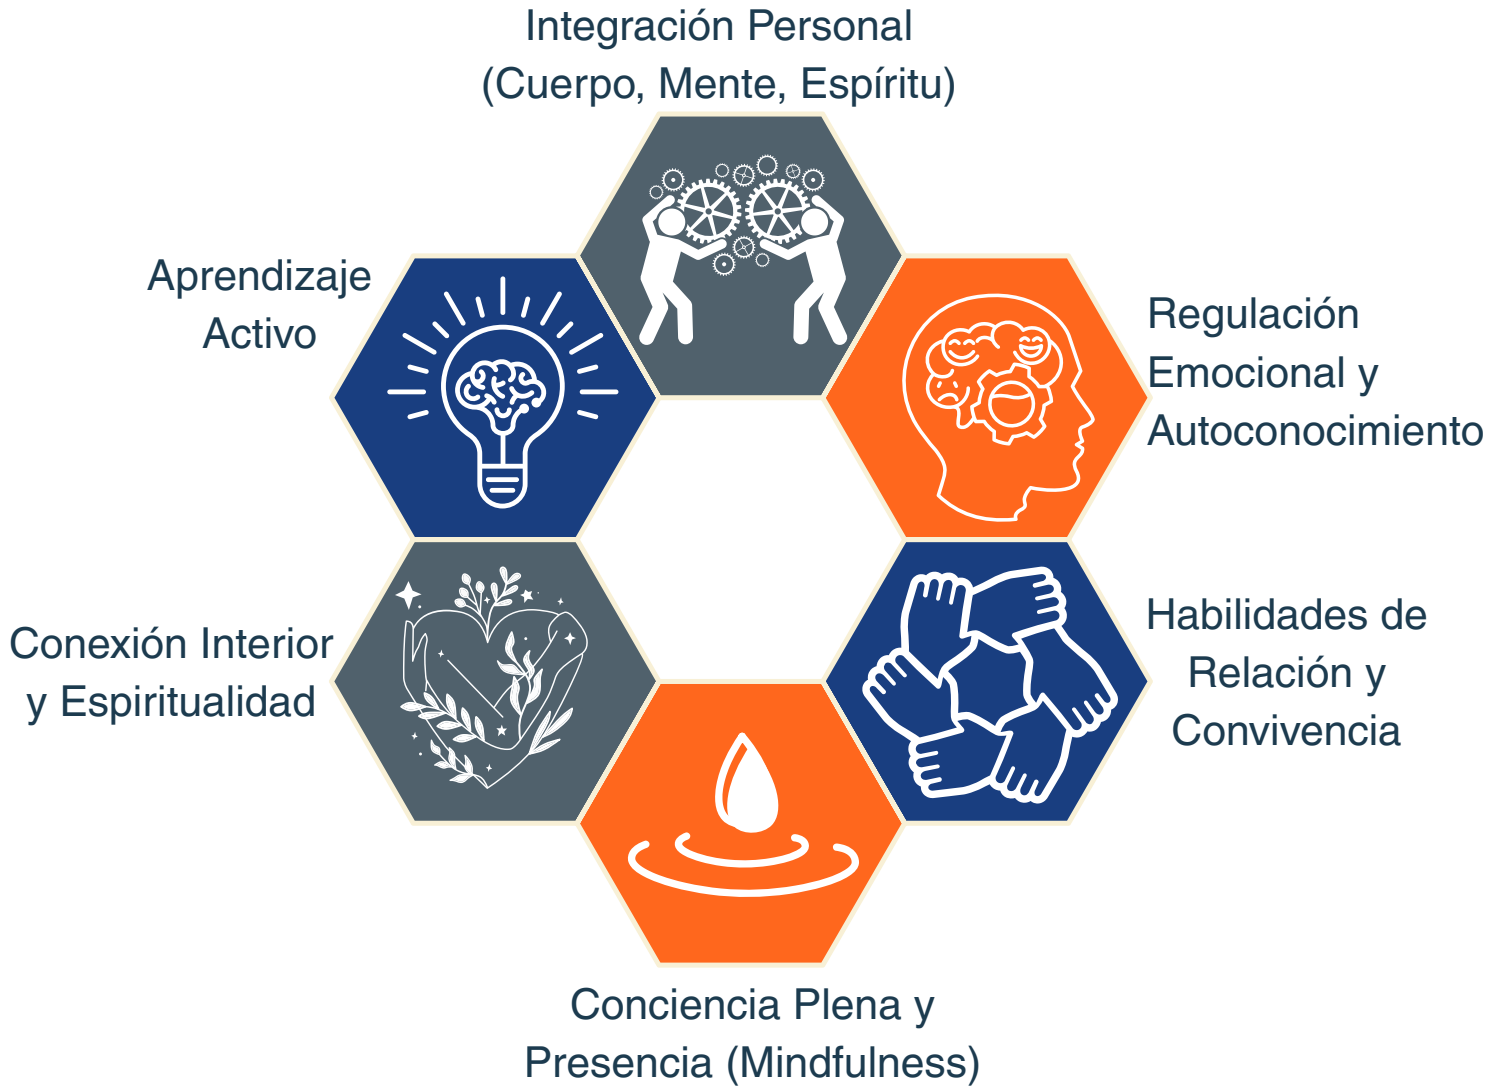 Integración Personal
(Cuerpo, Mente, Espíritu)
Aprendizaje
Activo
Regulación
Emocional y
Autoconocimiento
Conexión Interior
y Espiritualidad
Habilidades de
Relación y
Convivencia
Conciencia Plena y
Presencia (Mindfulness)